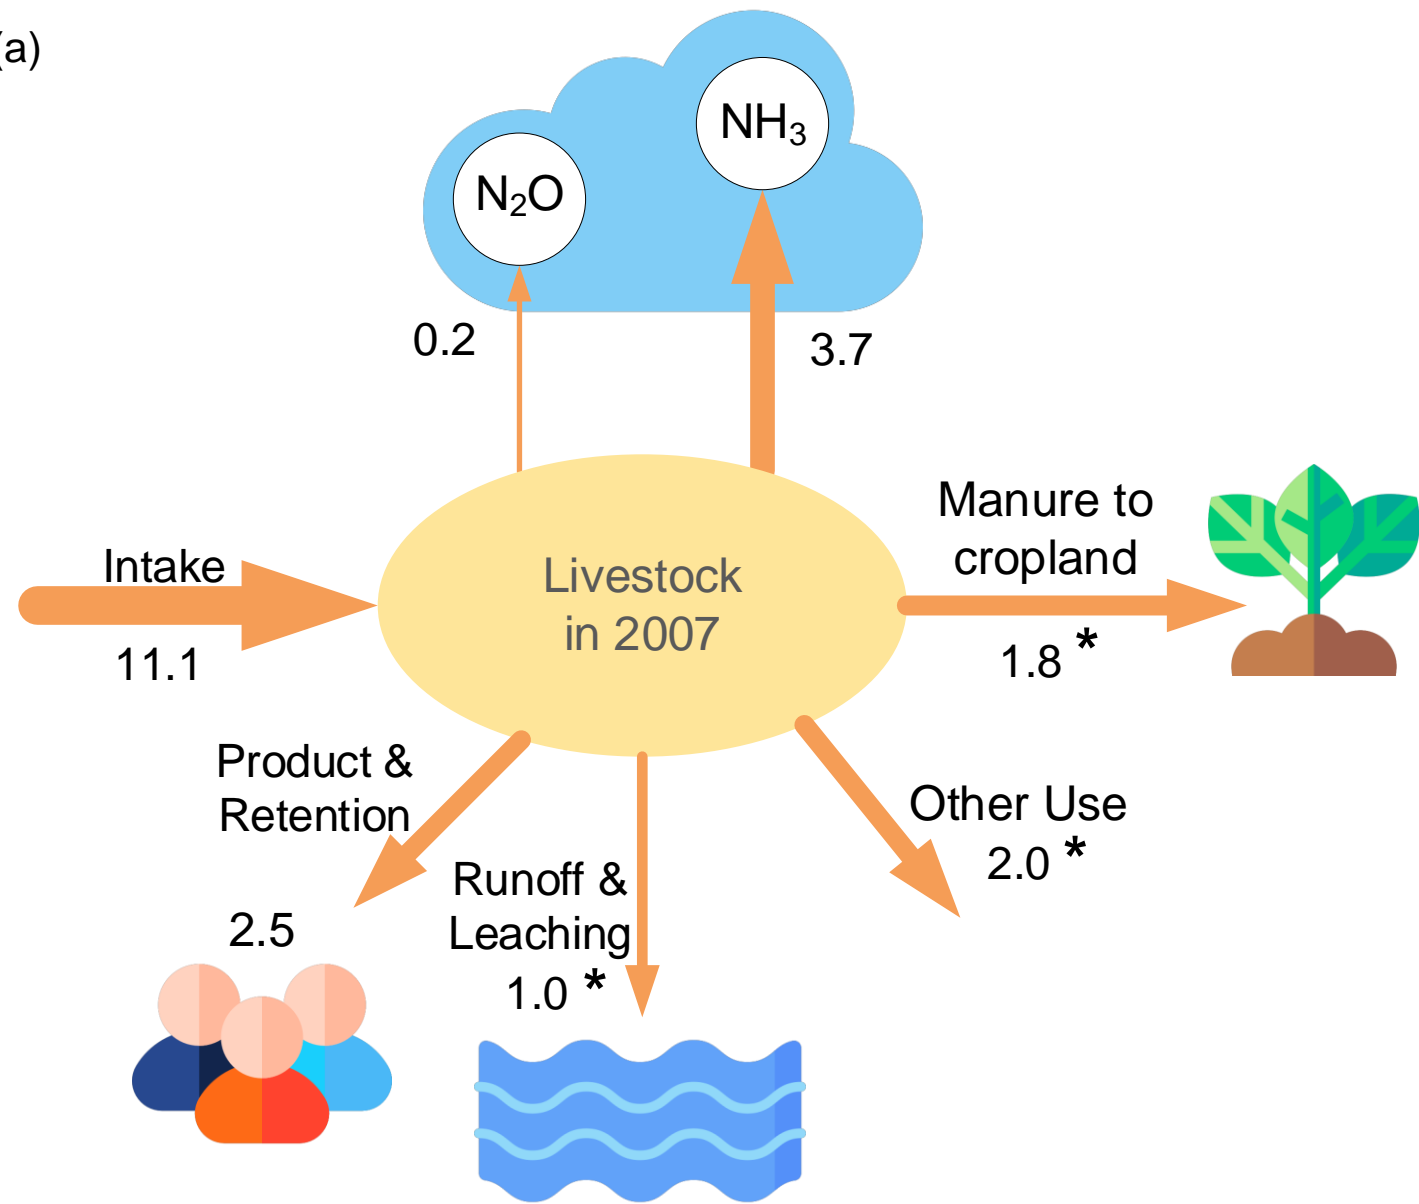 (a)
NH₃
N₂O
0.2
3.7
Manure to
cropland
1.8 *
Intake
11.1
Livestock
in 2007
Product &
Retention
2.5
Runoff &
Leaching
1.0 *
Other Use
2.0 *